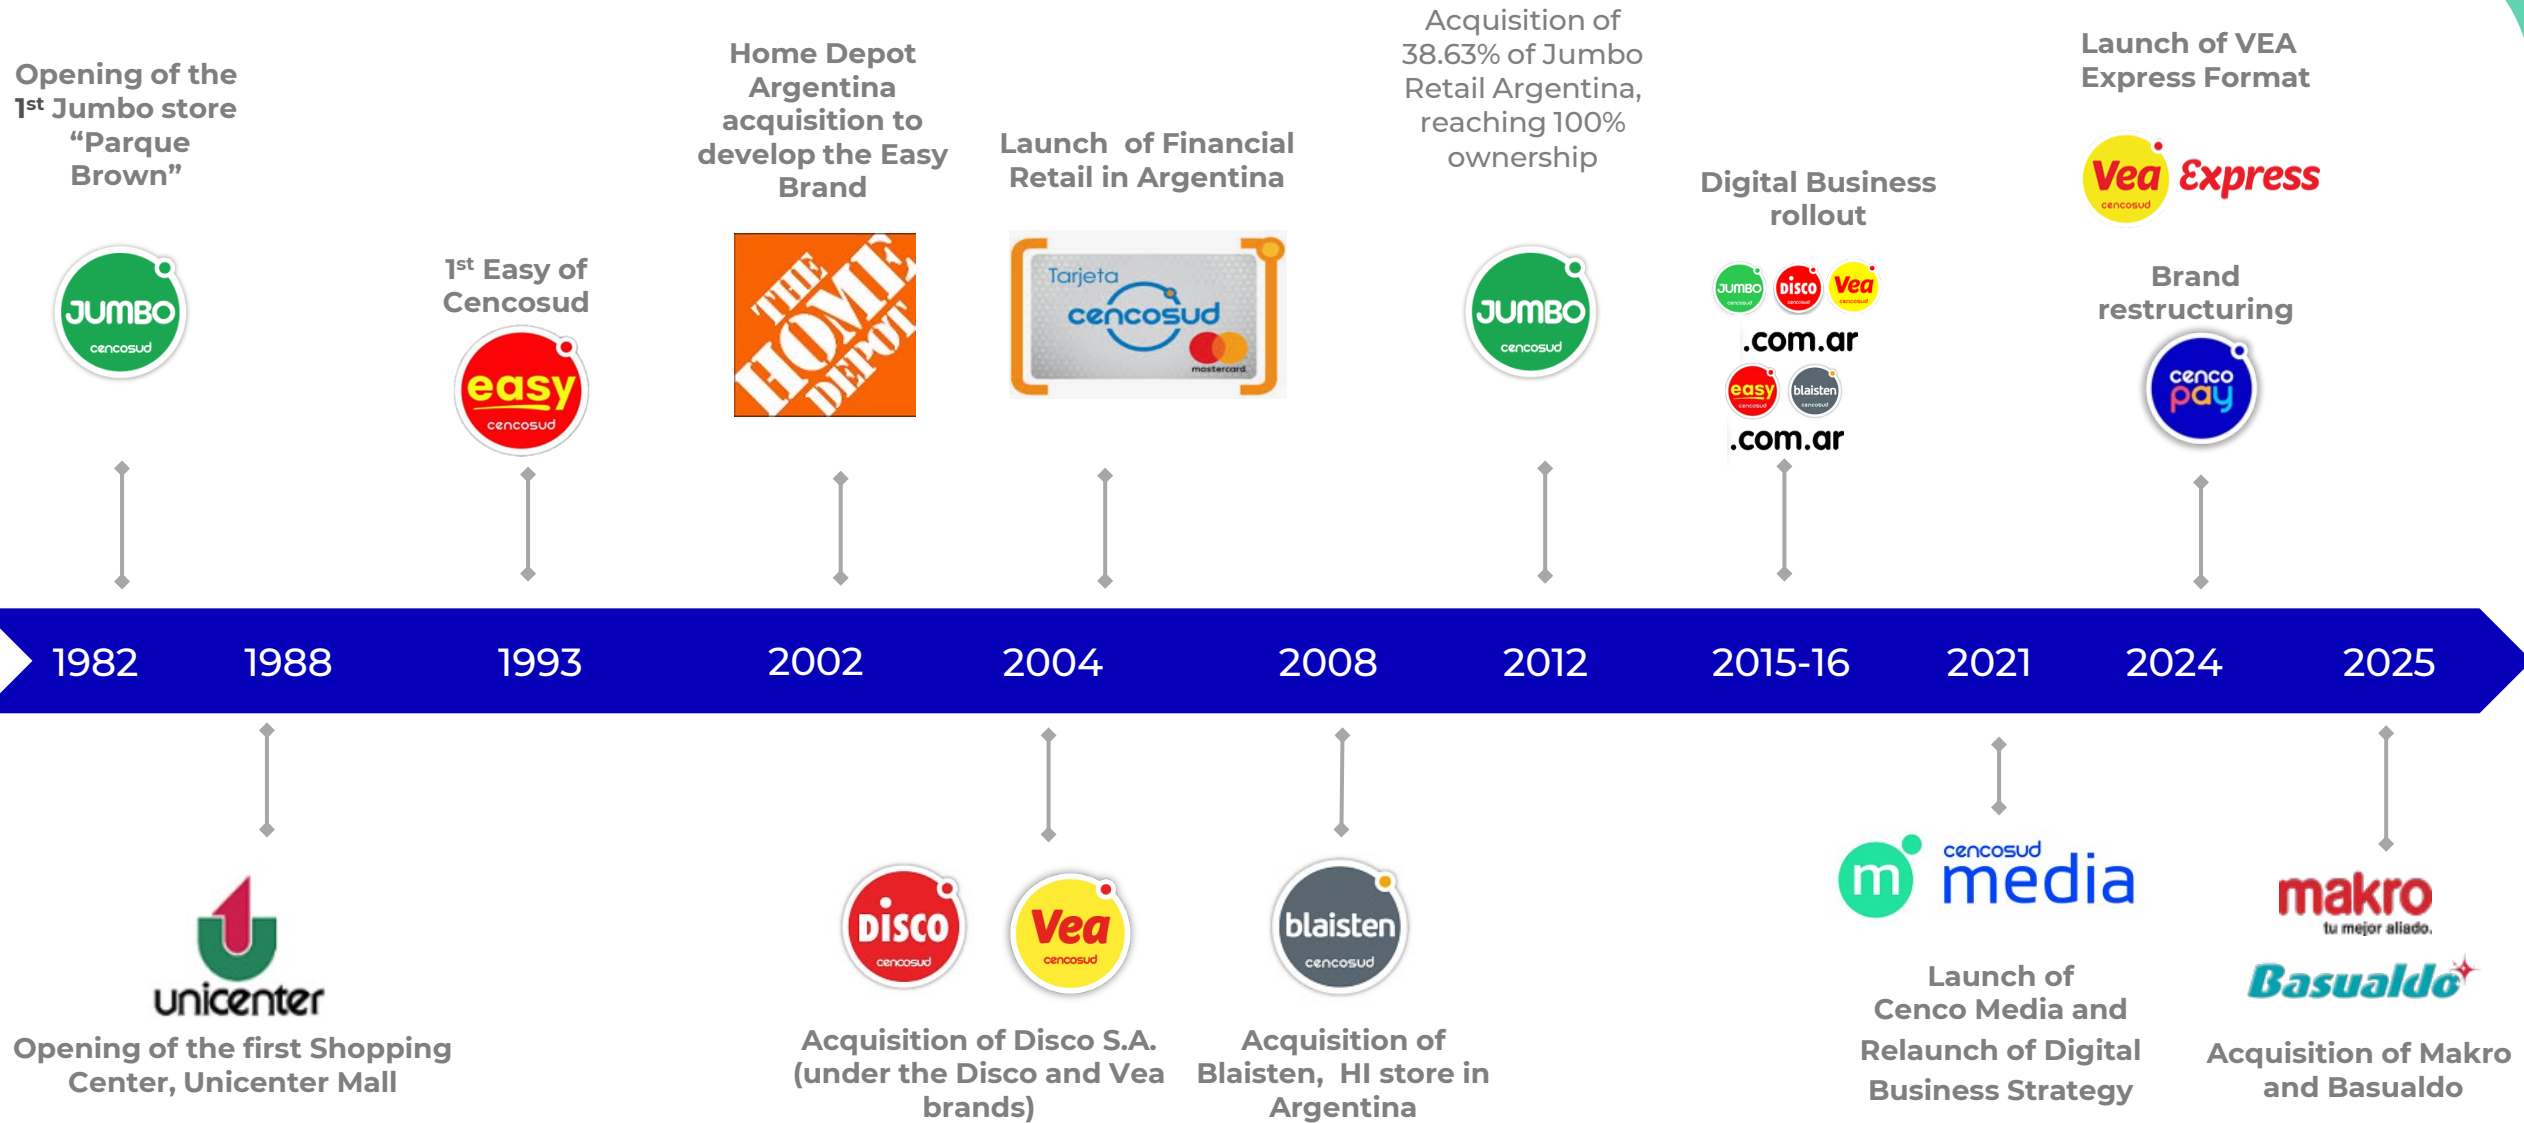 Opening of the
1st Jumbo store
“Parque
Brown”
JUMBO
cencosud
1st Easy of
Cencosud
easy
cencosud
Home Depot
Argentina
acquisition to
develop the Easy
Brand
THE
HOME
DEPOT
Launch of Financial
Retail in Argentina
Tarjeta
cencosud
mastercard
Acquisition of
38.63% of Jumbo
Retail Argentina,
reaching 100%
ownership
JUMBO
cencosud
Digital Business
rollout
JUMBO
cencosud
DISCO
cencosud
Vea
cencosud
.com.ar
easy
cencosud
blaisten
cencosud
.com.ar
Launch of VEA
Express Format
Vea
cencosud
Express
Brand
restructuring
cenco
pay
1982 1988 1993 2002 2004 2008 2012 2015-16 2021 2024 2025
unicenter
Opening of the first Shopping
Center, Unicenter Mall
DISCO
cencosud
Vea
cencosud
Acquisition of Disco S.A.
(under the Disco and Vea
brands)
blaisten
cencosud
Acquisition of
Blaisten, HI store in
Argentina
m
cencosud
media
Launch of
Cenco Media and
Relaunch of Digital
Business Strategy
makro
tu mejor aliado.
Basualdo
Acquisition of Makro
and Basualdo